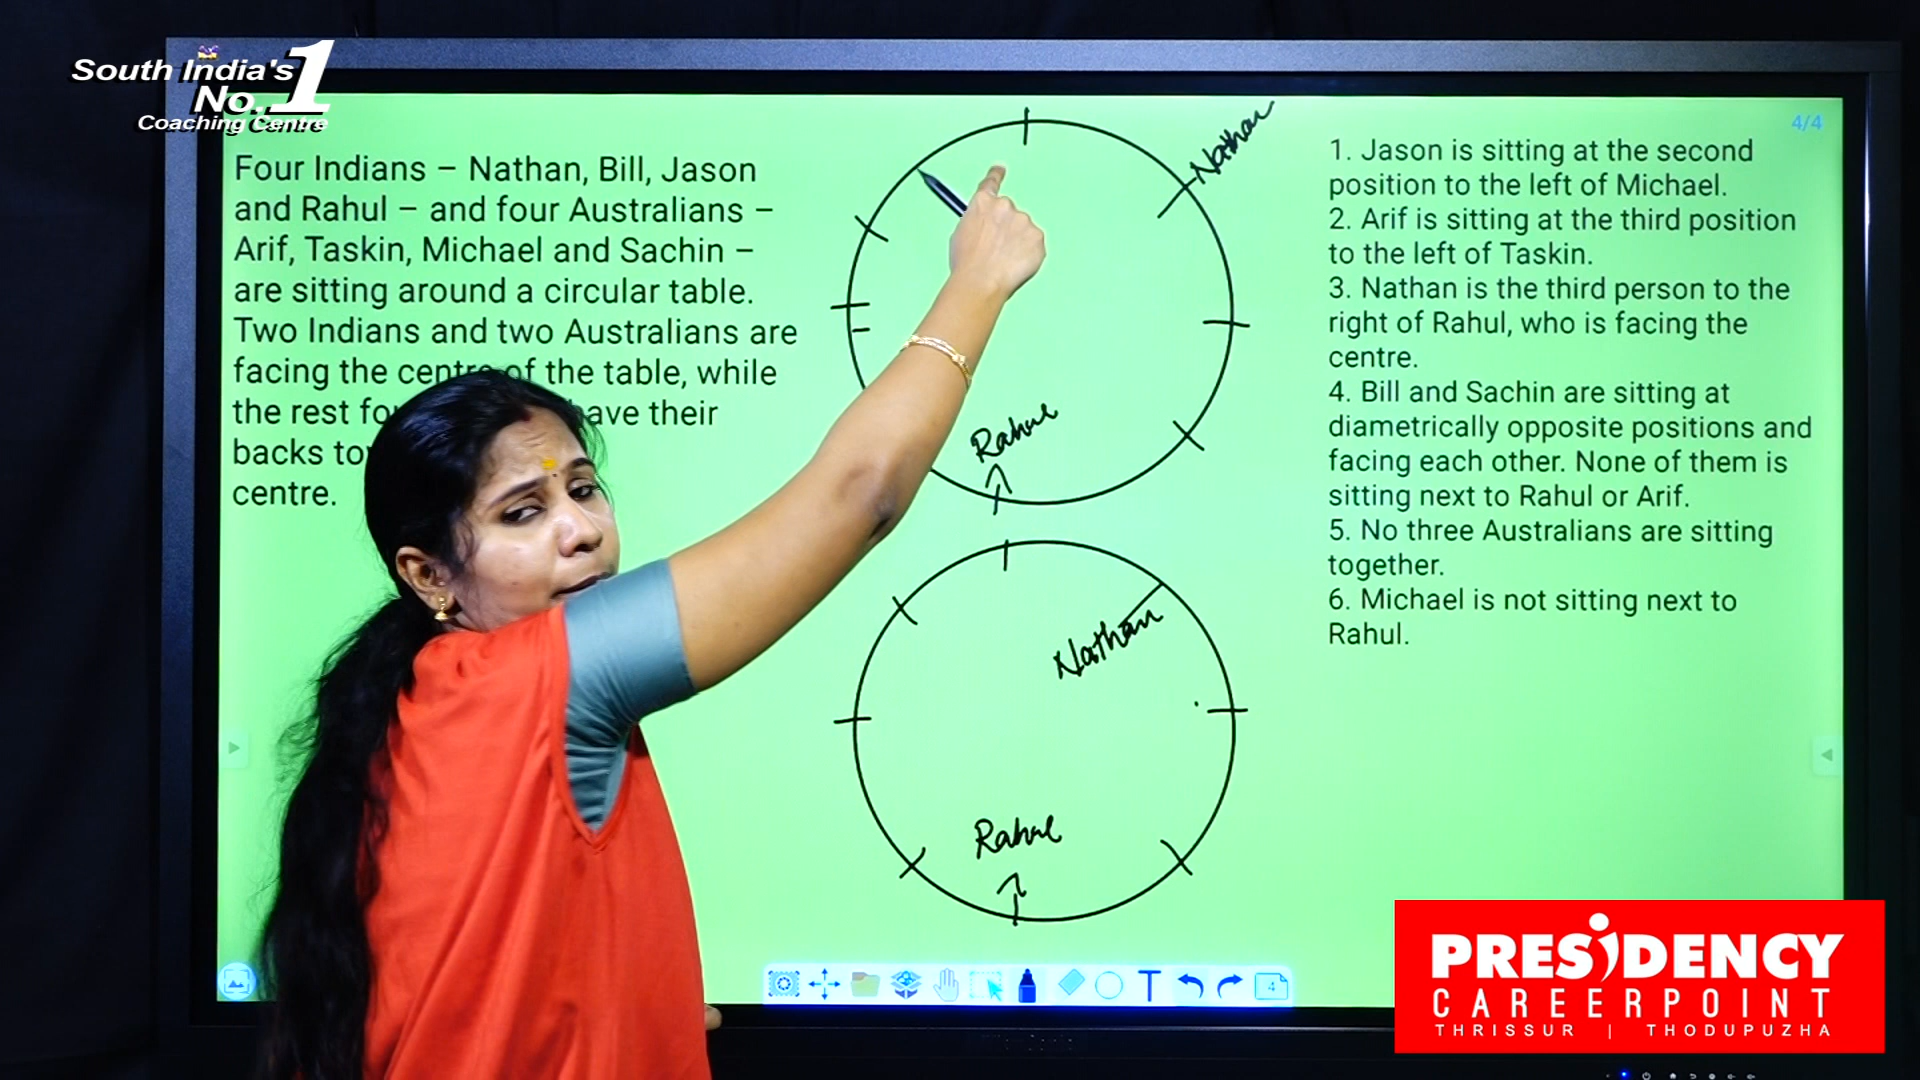 South India's
No.1
Coaching Centre
Four Indians – Nathan, Bill, Jason
and Rahul – and four Australians –
Arif, Taskin, Michael and Sachin –
are sitting around a circular table.
Two Indians and two Australians are
facing the centre of the table, while
the rest have their
backs
centre.
Nathan
Rahul
Nathan
Rahul
4/4
1. Jason is sitting at the second
position to the left of Michael.
2. Arif is sitting at the third position
to the left of Taskin.
3. Nathan is the third person to the
right of Rahul, who is facing the
centre.
4. Bill and Sachin are sitting at
diametrically opposite positions and
facing each other. None of them is
sitting next to Rahul or Arif.
5. No three Australians are sitting
together.
6. Michael is not sitting next to
Rahul.
T
4
PRESIDENCY
CAREERPOINT
THRISSUR | THODUPUZHA